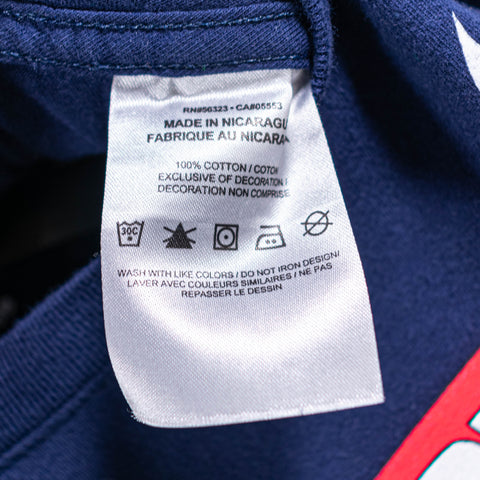 RN#56323 - CA#05553
MADE IN NICARAGU
FABRIQUE AU NICARA
100% COTTON / COTON
EXCLUSIVE OF DECORATION
DECORATION NON COMPRISE
30C
WASH WITH LIKE COLORS / DO NOT IRON DESIGN/
LAVER AVEC COULEURS SIMILAIRES / NE PAS
REPASSER LE DESSIN